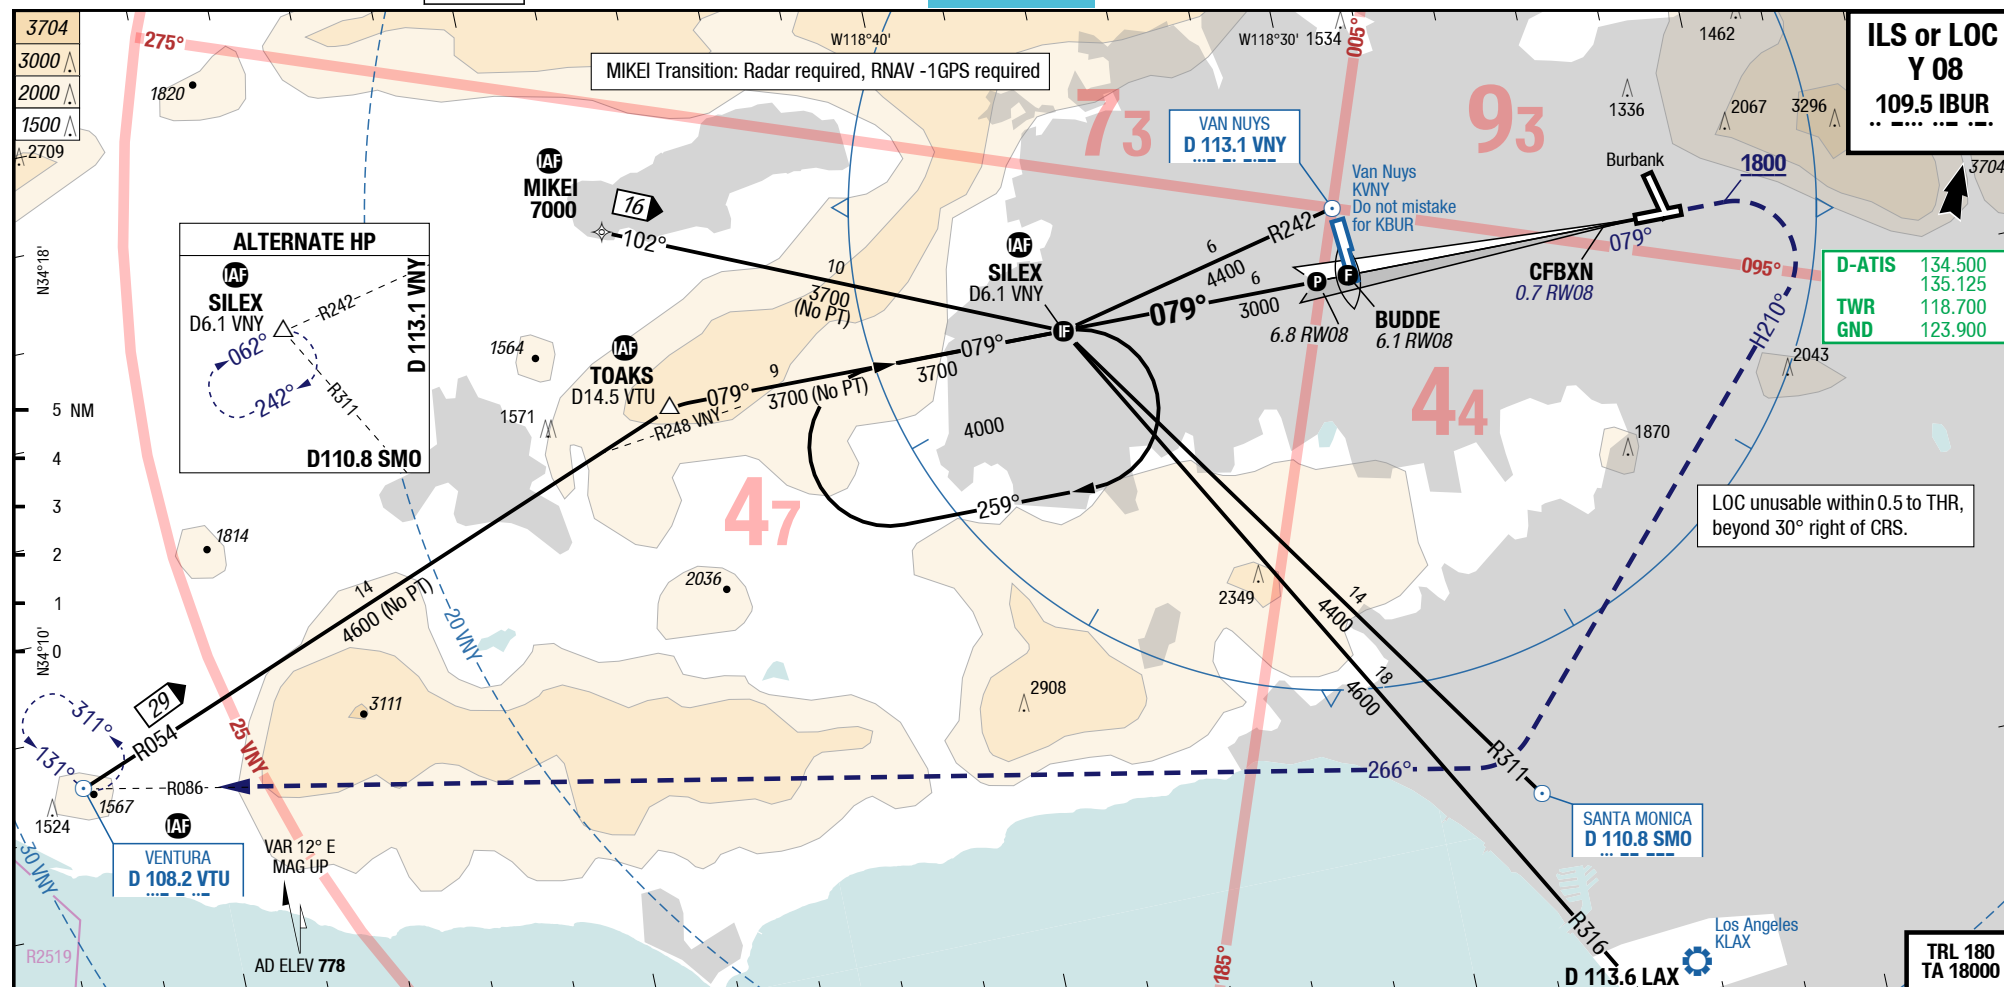 3704
3000
2000
1500
2709
275°
1820
MIKEI Transition: Radar required, RNAV -1GPS required
W118°40'
W118°30'
1534
005°
1462
1336
2067
3296
3704
ILS or LOC
Y 08
109.5 IBUR
73
93
VAN NUYS
D 113.1 VNY
Van Nuys
KVNY
Do not mistake
for KBUR
Burbank
1800
IAF
MIKEI
7000
16
102°
10
3700
(No PT)
N34°18'
ALTERNATE HP
IAF
SILEX
D6.1 VNY
R242
062°
242°
R311
D 113.1 VNY
D110.8 SMO
IAF
SILEX
D6.1 VNY
IF
6
4400
R242
079°
6
3000
P
F
6.8 RW08
BUDDE
6.1 RW08
CFBXN
0.7 RW08
079°
095°
H210°
D-ATIS 134.500
135.125
TWR 118.700
GND 123.900
2043
1564
IAF
TOAKS
D14.5 VTU
079°
9
3700 (No PT)
R248 VNY
079°
3700
4000
259°
1571
5 NM
4
3
2
1
0
N34°10'
47
44
1870
LOC unusable within 0.5 to THR,
beyond 30° right of CRS.
1814
2036
2349
2908
3111
14
4600 (No PT)
20 VNY
14
4400
18
4600
29
R054
311°
131°
25 VNY
R086
266°
R311
1567
1524
IAF
VENTURA
D 108.2 VTU
30 VNY
VAR 12° E
MAG UP
AD ELEV 778
R2519
SANTA MONICA
D 110.8 SMO
185°
R316
D 113.6 LAX
Los Angeles
KLAX
TRL 180
TA 18000